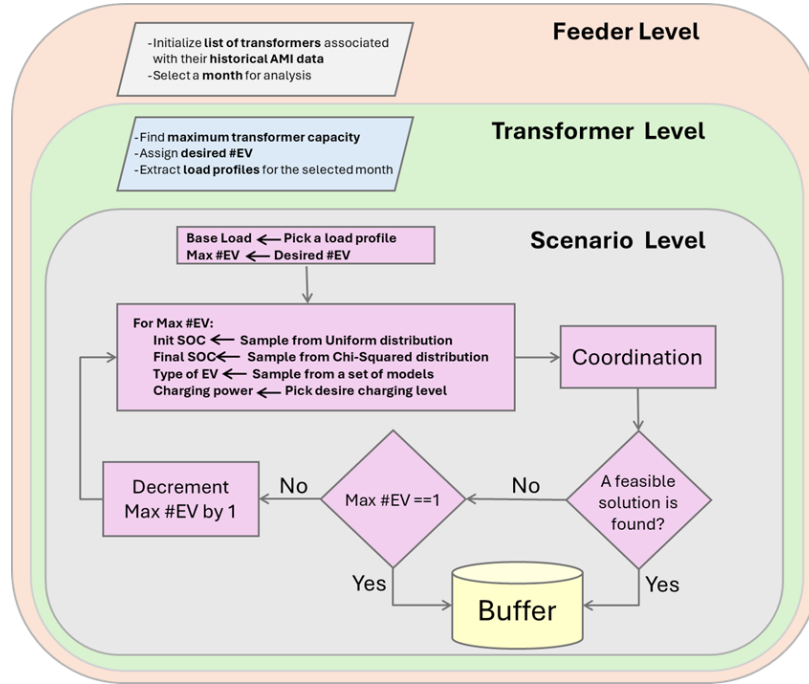 Feeder Level
-Initialize list of transformers associated
with their historical AMI data
-Select a month for analysis
Transformer Level
-Find maximum transformer capacity
-Assign desired #EV
-Extract load profiles for the selected month
Scenario Level
Base Load ← Pick a load profile
Max #EV ← Desired #EV
For Max #EV:
Init SOC ← Sample from Uniform distribution
Final SOC← Sample from Chi-Squared distribution
Type of EV ← Sample from a set of models
Charging power ← Pick desire charging level
Coordination
A feasible
solution is
found?
No
Max #EV ==1
No
Decrement
Max #EV by 1
Yes
Yes
Buffer